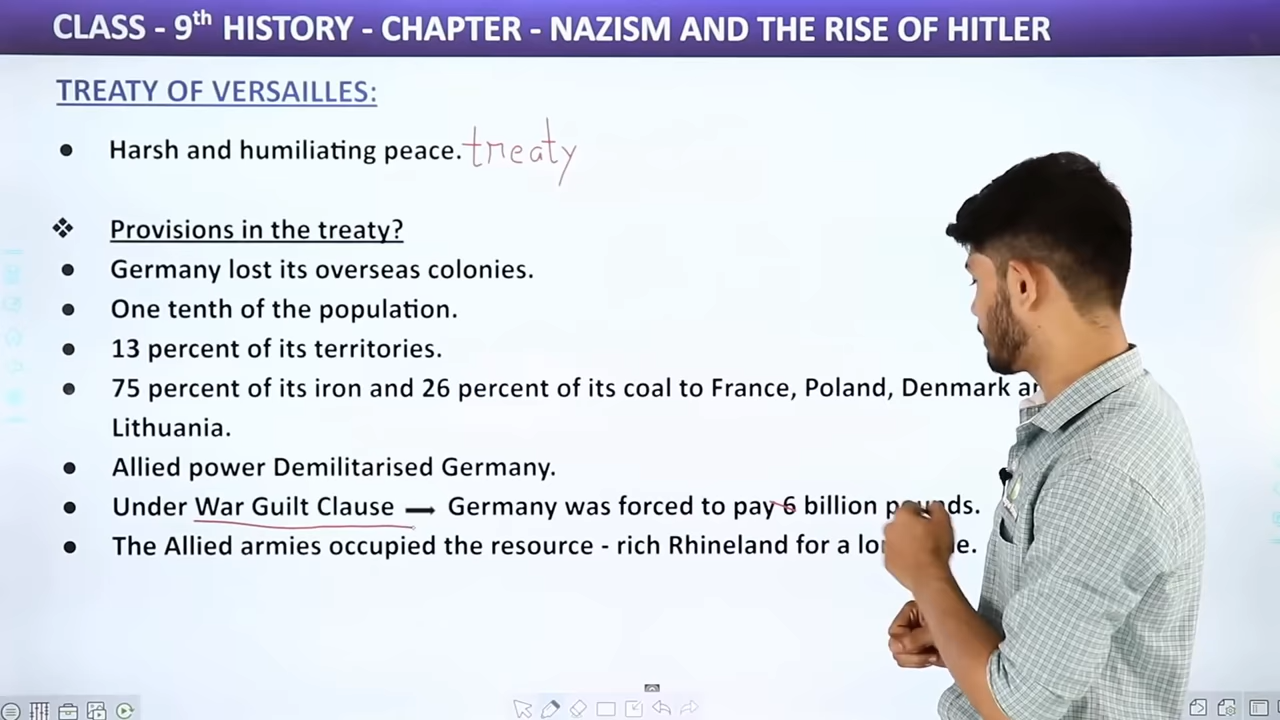 CLASS - 9th HISTORY - CHAPTER - NAZISM AND THE RISE OF HITLER
TREATY OF VERSAILLES:
● Harsh and humiliating peace. treaty
❖ Provisions in the treaty?
● Germany lost its overseas colonies.
● One tenth of the population.
● 13 percent of its territories.
● 75 percent of its iron and 26 percent of its coal to France, Poland, Denmark
Lithuania.
● Allied power Demilitarised Germany.
● Under War Guilt Clause → Germany was forced to pay 6 billion pounds.
● The Allied armies occupied the resource - rich Rhineland for a